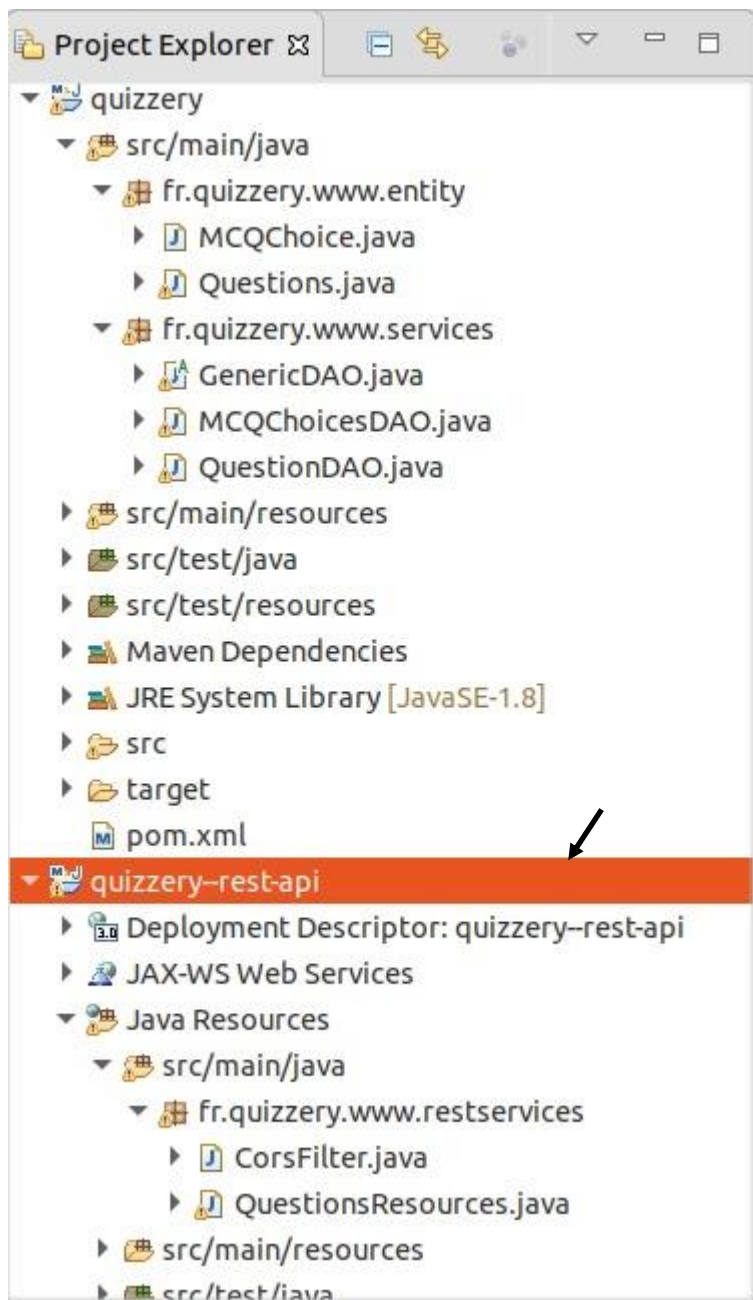 Project Explorer
quizzery
src/main/java
fr.quizzery.www.entity
MCQChoice.java
Questions.java
fr.quizzery.www.services
GenericDAO.java
MCQChoicesDAO.java
QuestionDAO.java
src/main/resources
src/test/java
src/test/resources
Maven Dependencies
JRE System Library [JavaSE-1.8]
src
target
pom.xml
quizzery--rest-api
Deployment Descriptor: quizzery--rest-api
JAX-WS Web Services
Java Resources
src/main/java
fr.quizzery.www.restservices
CorsFilter.java
QuestionsResources.java
src/main/resources
src/test/java